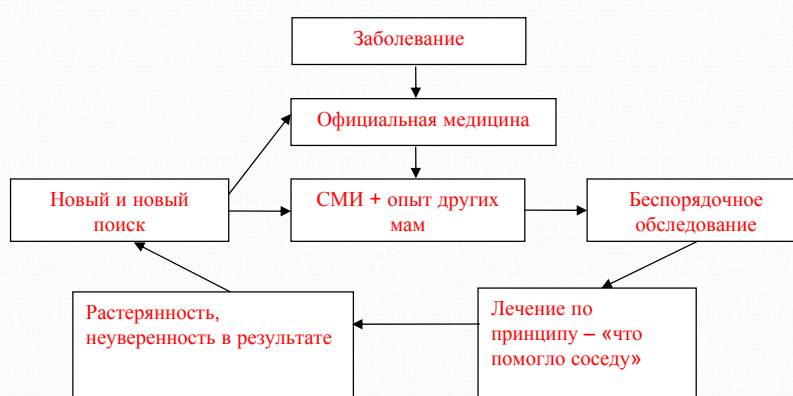 Заболевание
Официальная медицина
Новый и новый
поиск
СМИ + опыт других
мам
Беспорядочное
обследование
Растерянность,
неуверенность в результате
Лечение по
принципу – «что
помогло соседу»